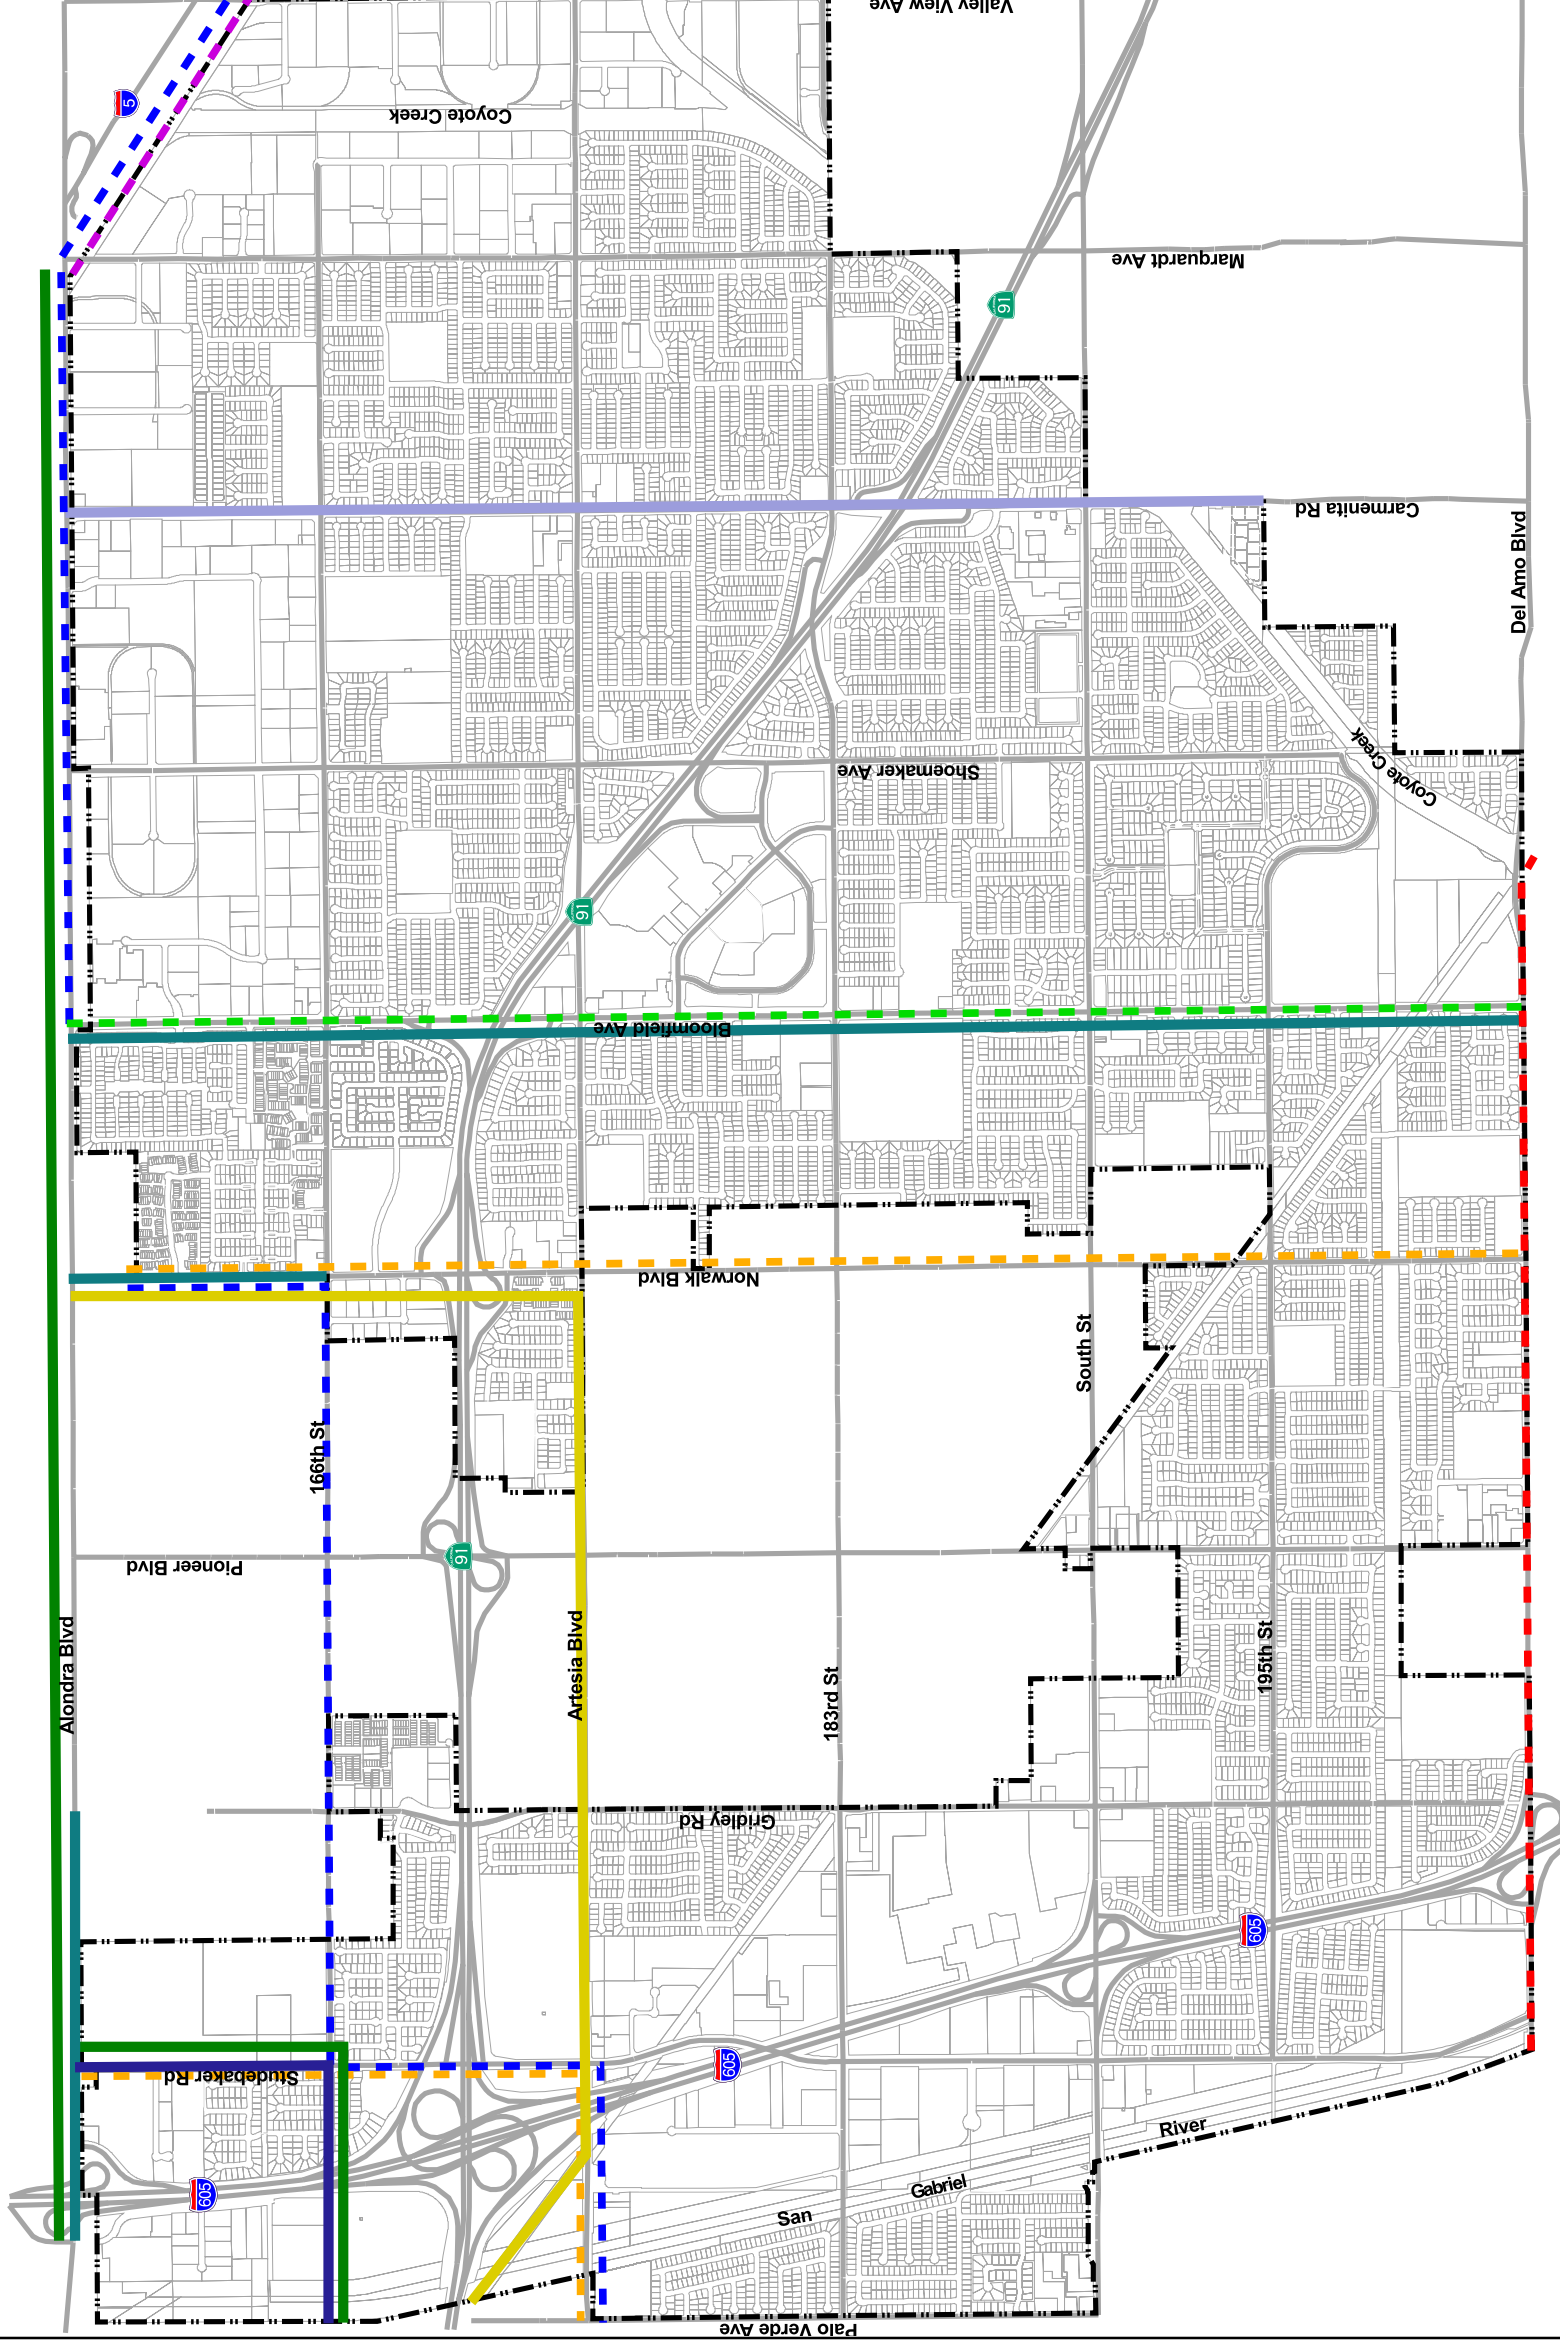 Valley View Ave
5
Coyote Creek
Marquardt Ave
91
Carmenita Rd
Del Amo Blvd
Coyote Creek
Shoemaker Ave
91
Bloomfield Ave
Norwalk Blvd
South St
166th St
91
Pioneer Blvd
Alondra Blvd
Artesia Blvd
183rd St
195th St
Gridley Rd
605
605
Studebaker Rd
605
River
Gabriel
San
Palo Verde Ave